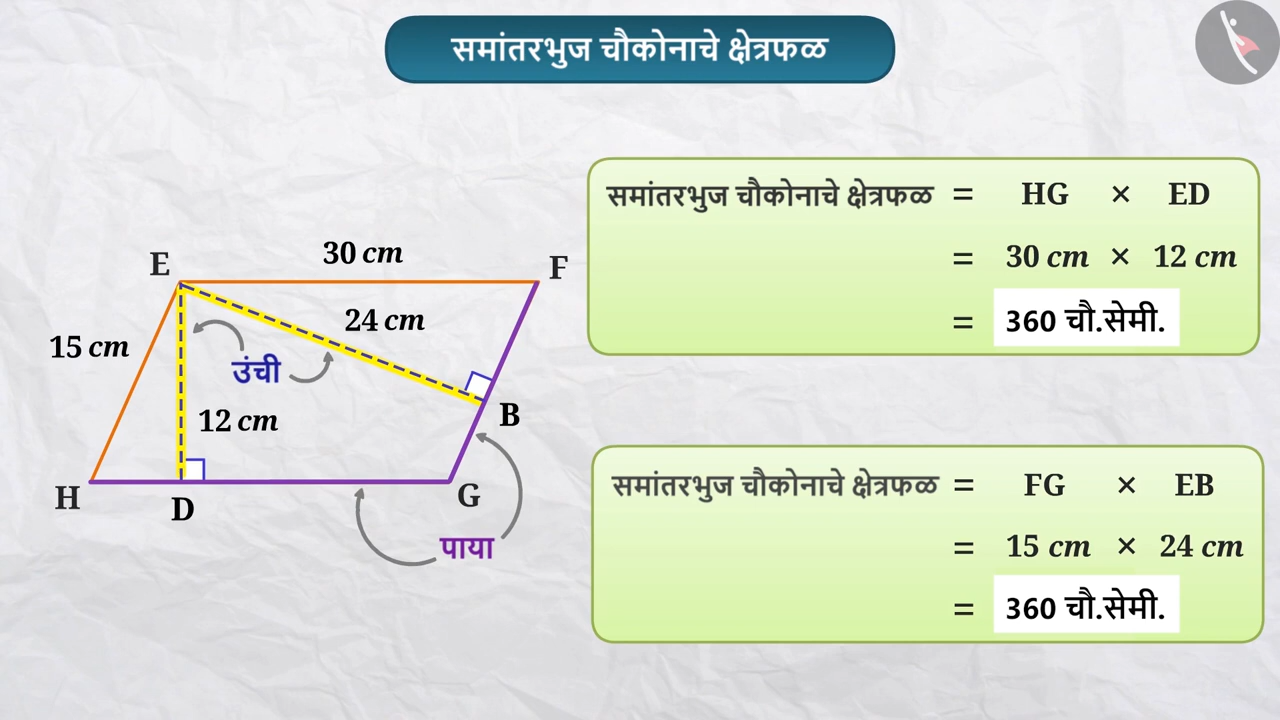 समांतरभुज चौकोनाचे क्षेत्रफळ
E
30 cm
F
15 cm
24 cm
उंची
12 cm
B
H
D
G
पाया
समांतरभुज चौकोनाचे क्षेत्रफळ = HG × ED
= 30 cm × 12 cm
= 360 चौ.सेमी.
समांतरभुज चौकोनाचे क्षेत्रफळ = FG × EB
= 15 cm × 24 cm
= 360 चौ.सेमी.